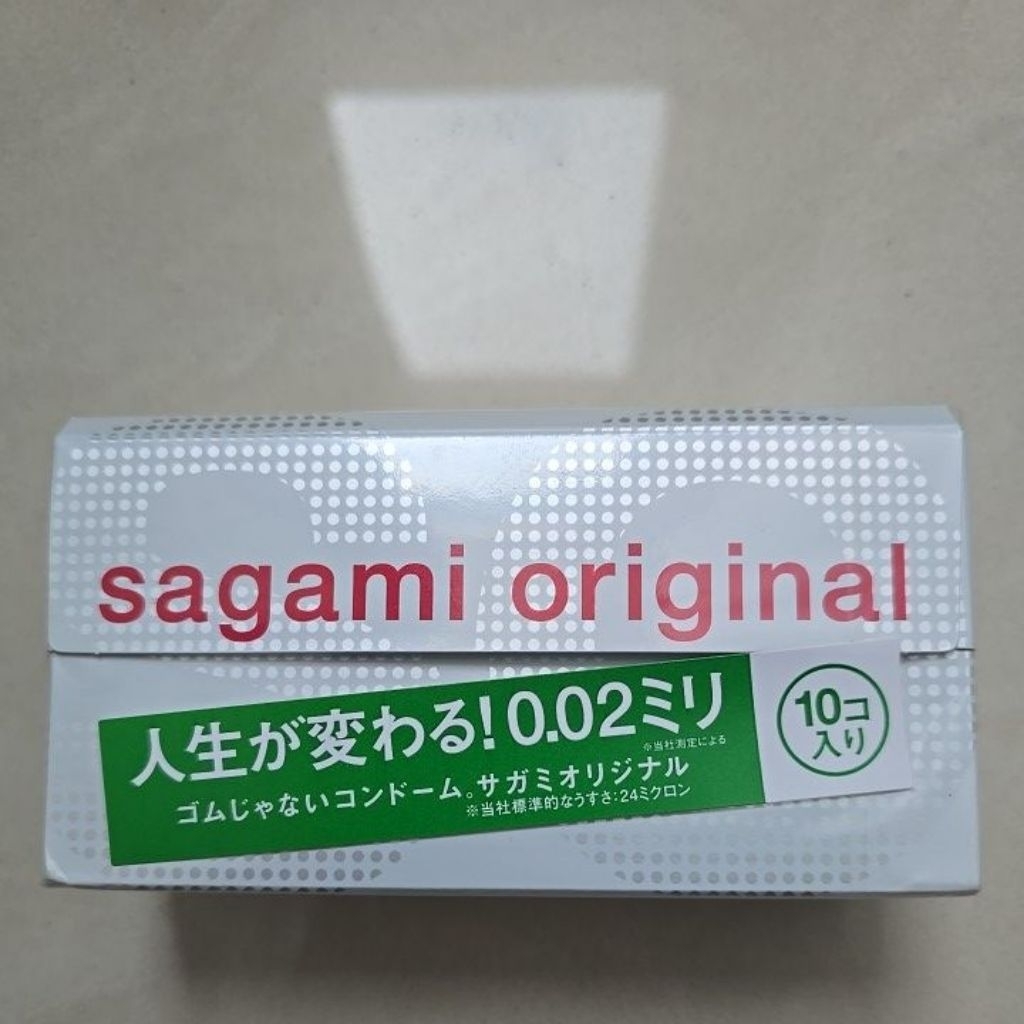 sagami original
人生が変わる!0.02ミリ
※当社測定による
ゴムじゃないコンドーム。サガミオリジナル
※当社標準的なうすさ:24ミクロン
10コ
入り